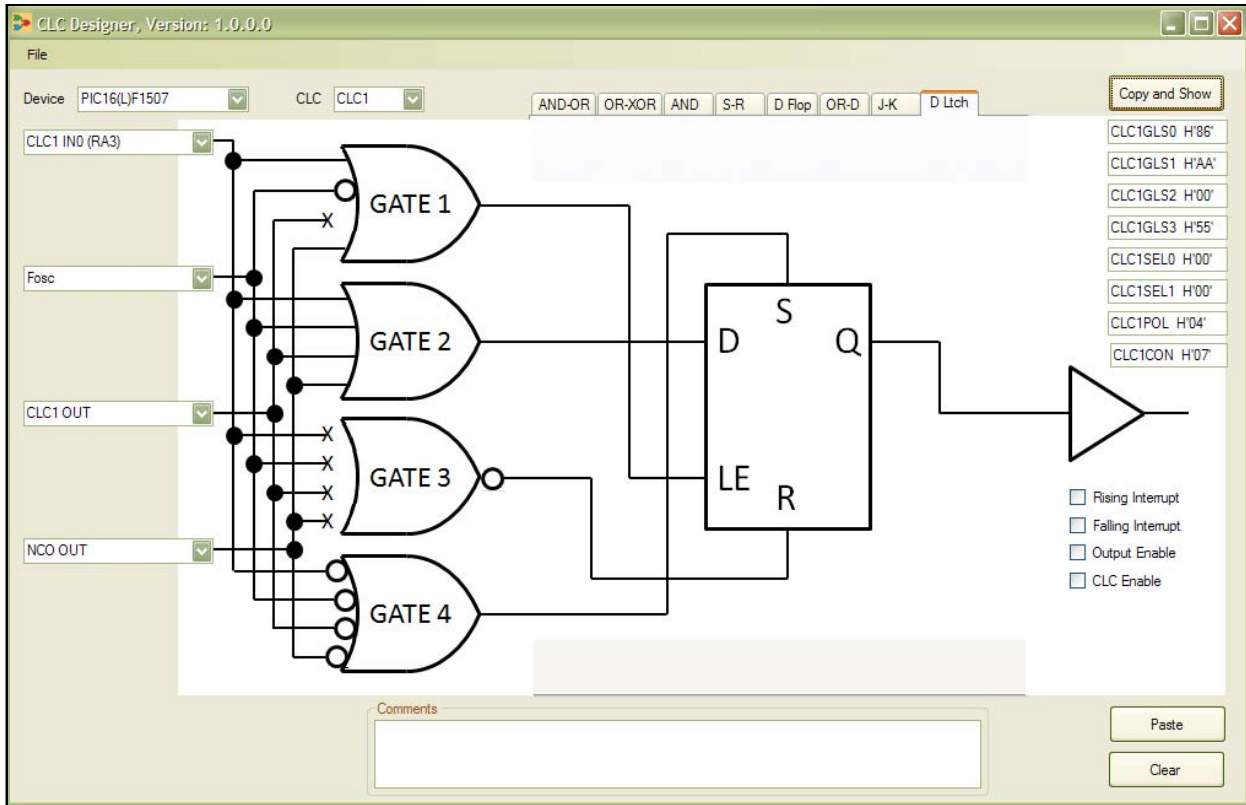 CLC Designer, Version: 1.0.0.0
File
Device PIC16(L)F1507 CLC CLC1
AND-OR OR-XOR AND S-R D Flop OR-D J-K D Ltch
Copy and Show
CLC1 IN0 (RA3)
Fosc
CLC1 OUT
NCO OUT
X
GATE 1
GATE 2
X
X
X
X
GATE 3
GATE 4
S
D
Q
LE
R
CLC1GLS0 H'86'
CLC1GLS1 H'AA'
CLC1GLS2 H'00'
CLC1GLS3 H'55'
CLC1SEL0 H'00'
CLC1SEL1 H'00'
CLC1POL H'04'
CLC1CON H'07'
Rising Interrupt
Falling Interrupt
Output Enable
CLC Enable
Comments
Paste
Clear